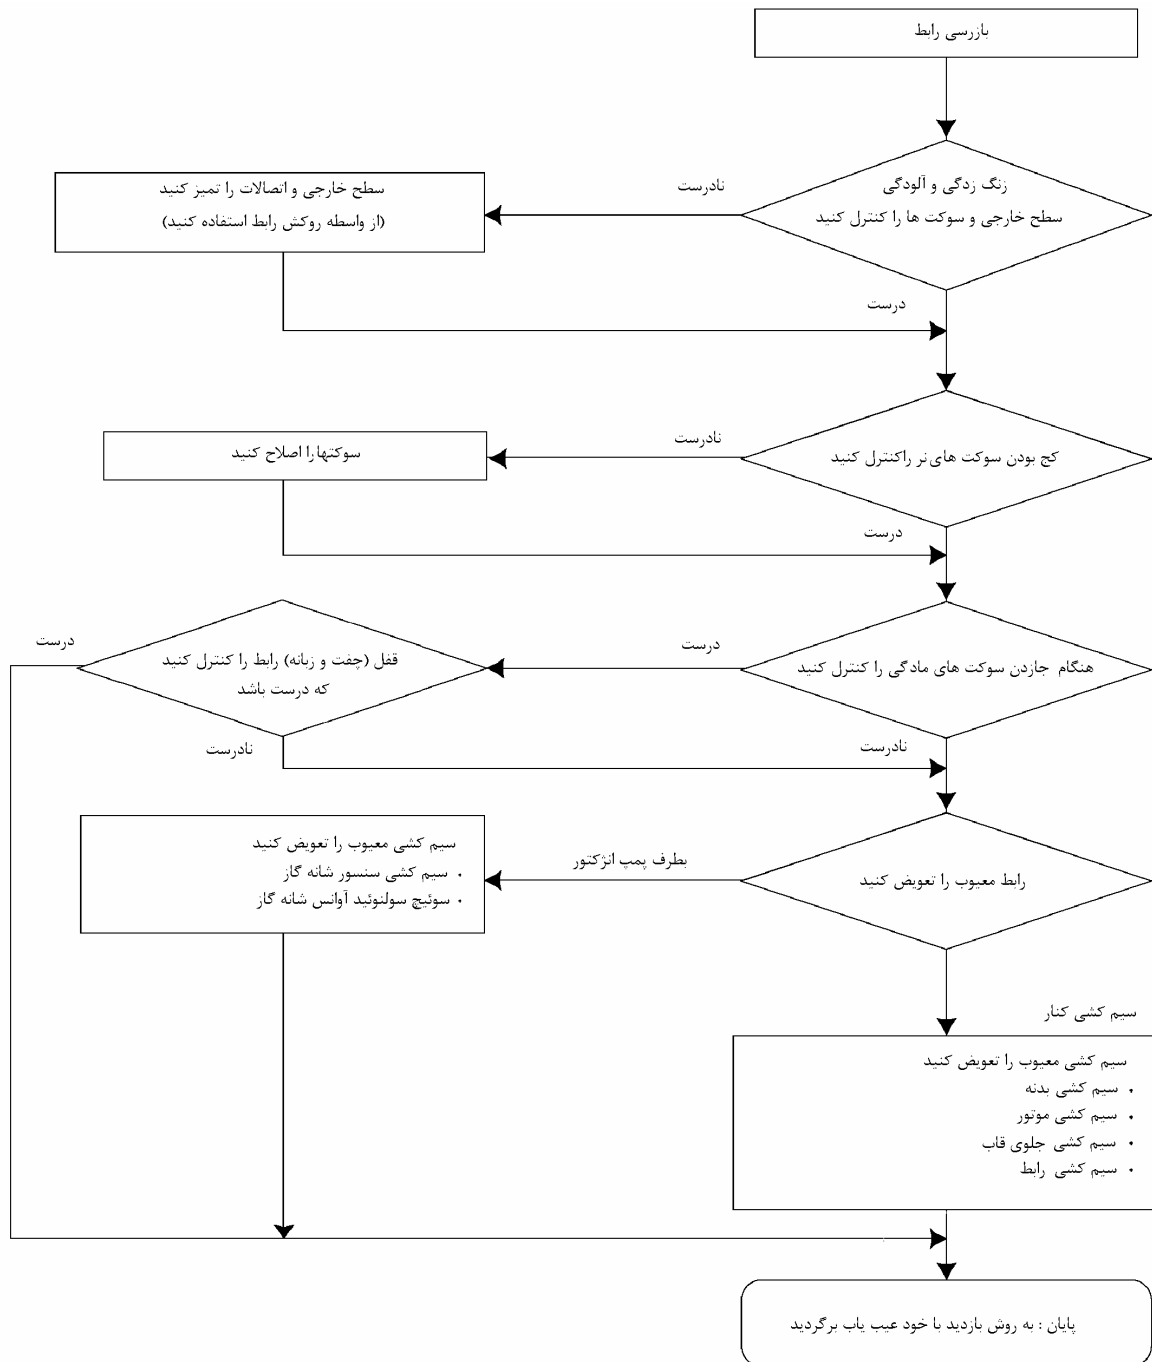 بازرسی رابط
زنگ زدگی و آلودگی
سطح خارجی و سوکت ها را کنترل کنید
نادرست
سطح خارجی و اتصالات را تمیز کنید
(از واسطه روکش رابط استفاده کنید)
درست
کج بودن سوکت های نر راکنترل کنید
نادرست
سوکتهارا اصلاح کنید
درست
هنگام جازدن سوکت های مادگی را کنترل کنید
درست
قفل (چفت و زبانه) رابط را کنترل کنید
که درست باشد
درست
نادرست
نادرست
رابط معیوب را تعویض کنید
بطرف پمپ انژکتور
سیم کشی معیوب را تعویض کنید
• سیم کشی سنسور شانه گاز
• سوئیچ سولنوئید آوانس شانه گاز
سیم کشی کنار
سیم کشی معیوب را تعویض کنید
• سیم کشی بدنه
• سیم کشی موتور
• سیم کشی جلوی قاب
• سیم کشی رابط
پایان : به روش بازدید با خود عیب یاب برگردید